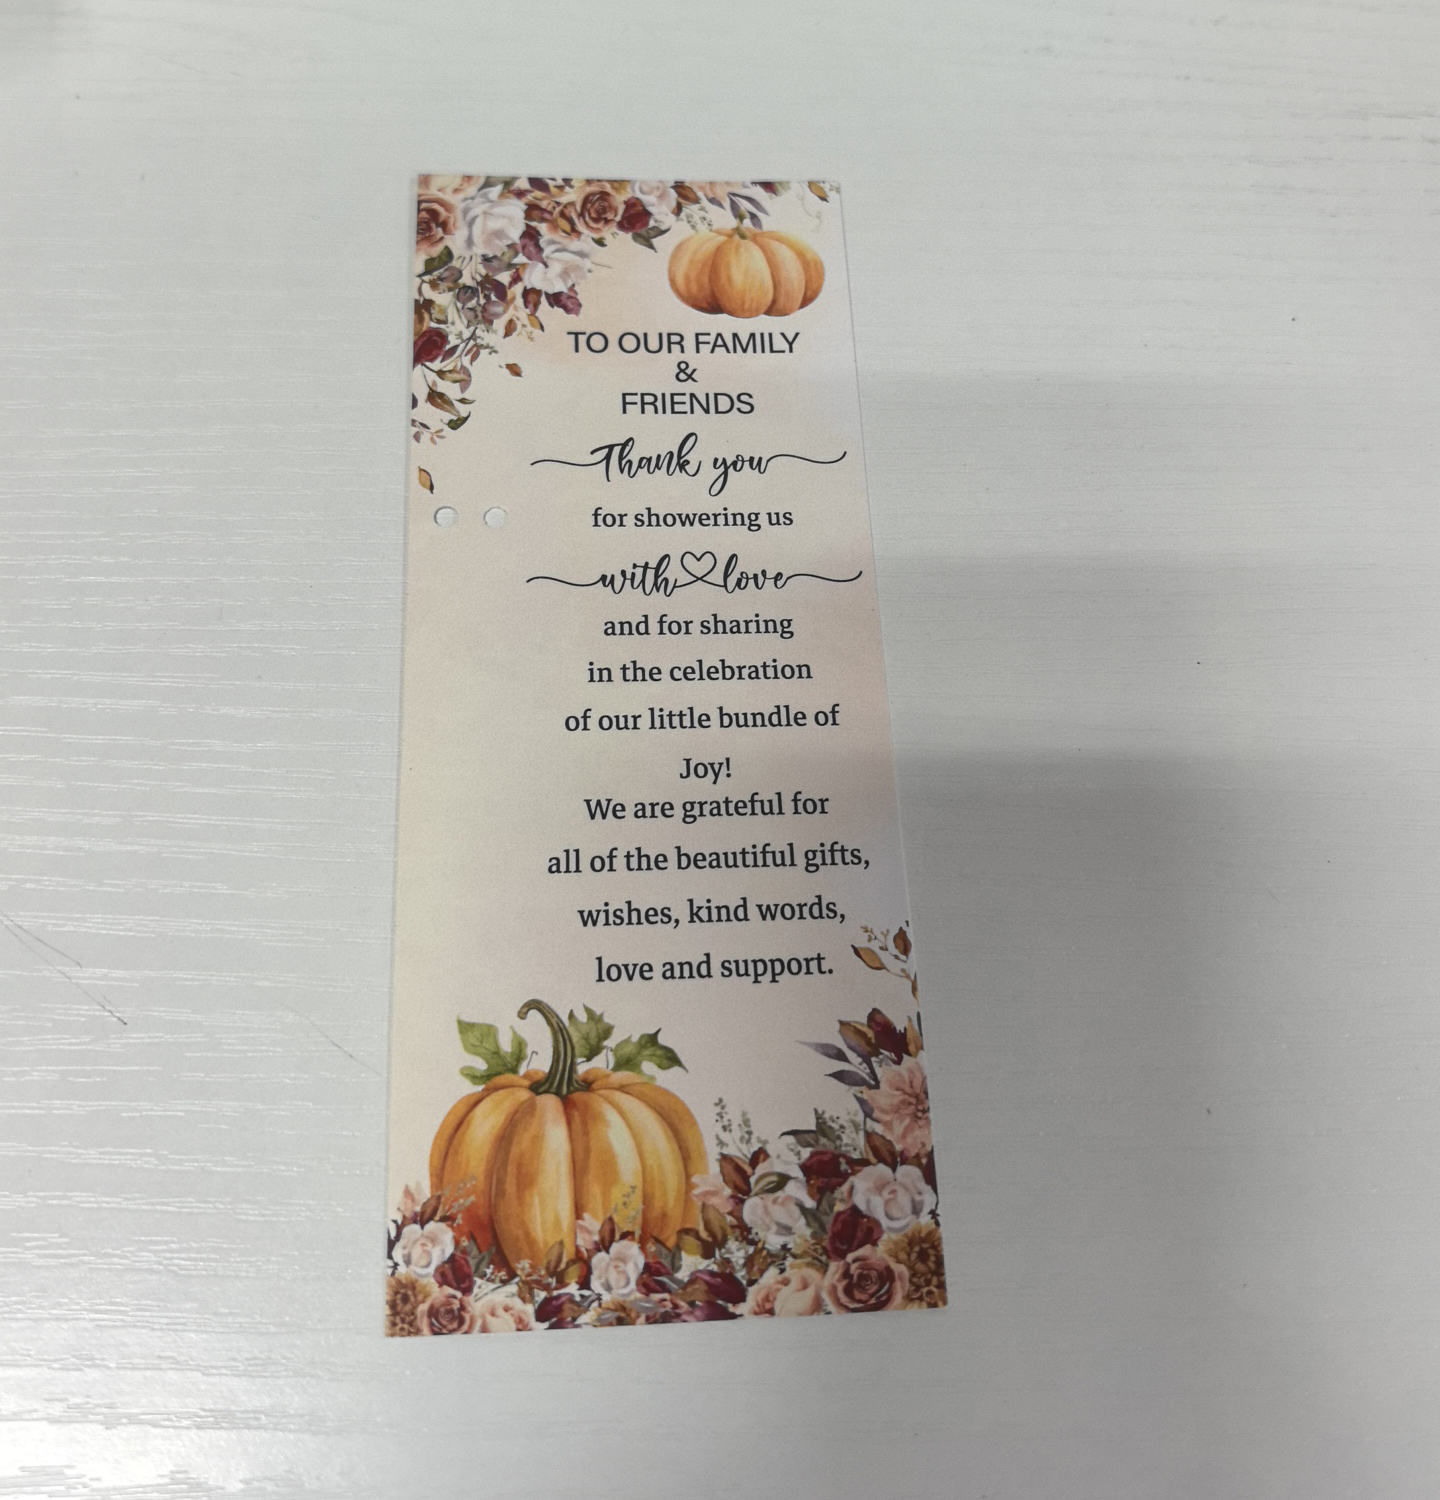 TO OUR FAMILY
&
FRIENDS
Thank you
for showering us
with love
and for sharing
in the celebration
of our little bundle of
Joy!
We are grateful for
all of the beautiful gifts,
wishes, kind words,
love and support.